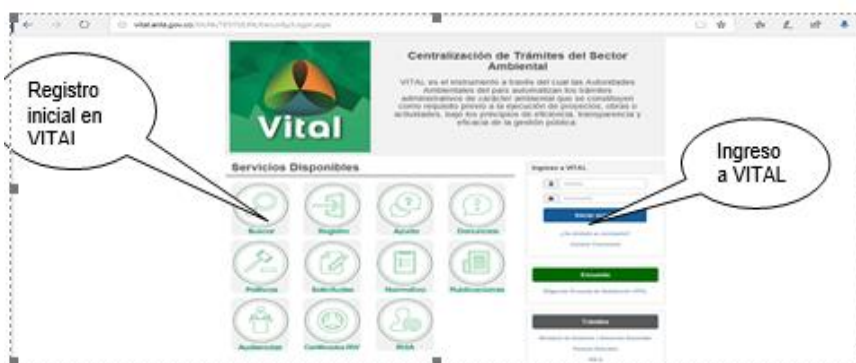 vital.anla.gov.co
Centralización de Trámites del Sector
Ambiental
VITAL es el instrumento a través del cual las Autoridades
Ambientales del país automatizan los trámites
administrativos de carácter ambiental que se constituyen
como requisito previo a la ejecución de proyectos, obras o
actividades, bajo los principios de eficiencia, transparencia y
eficacia de la gestión pública.
Vital
Registro
inicial en
VITAL
Servicios Disponibles
Buscar
Registro
Ayuda
Denuncias
Políticas
Solicitudes
Normativa
Publicaciones
Audiencias
RUIA
Ingreso a VITAL
Iniciar sesión
Ingreso
a VITAL
Encuesta
Trámites